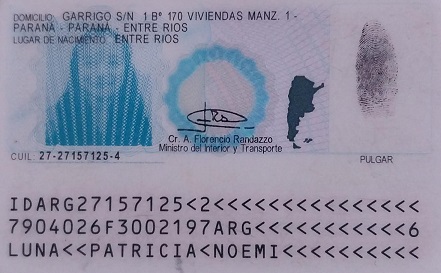 DOMICILIO: GARRIGO S/N 1 Bº 170 VIVIENDAS MANZ. 1 -
PARANÁ - PARANA - ENTRE RIOS
LUGAR DE NACIMIENTO: ENTRE RIOS
Cr. A. Florencio Randazzo
Ministro del Interior y Transporte
CUIL: 27-27157125-4
PULGAR
IDARG27157125<2<<<<<<<<<<<<<<<
7904026F3002197ARG<<<<<<<<<<<6
LUNA<<PATRICIA<NOEMI<<<<<<<<<<